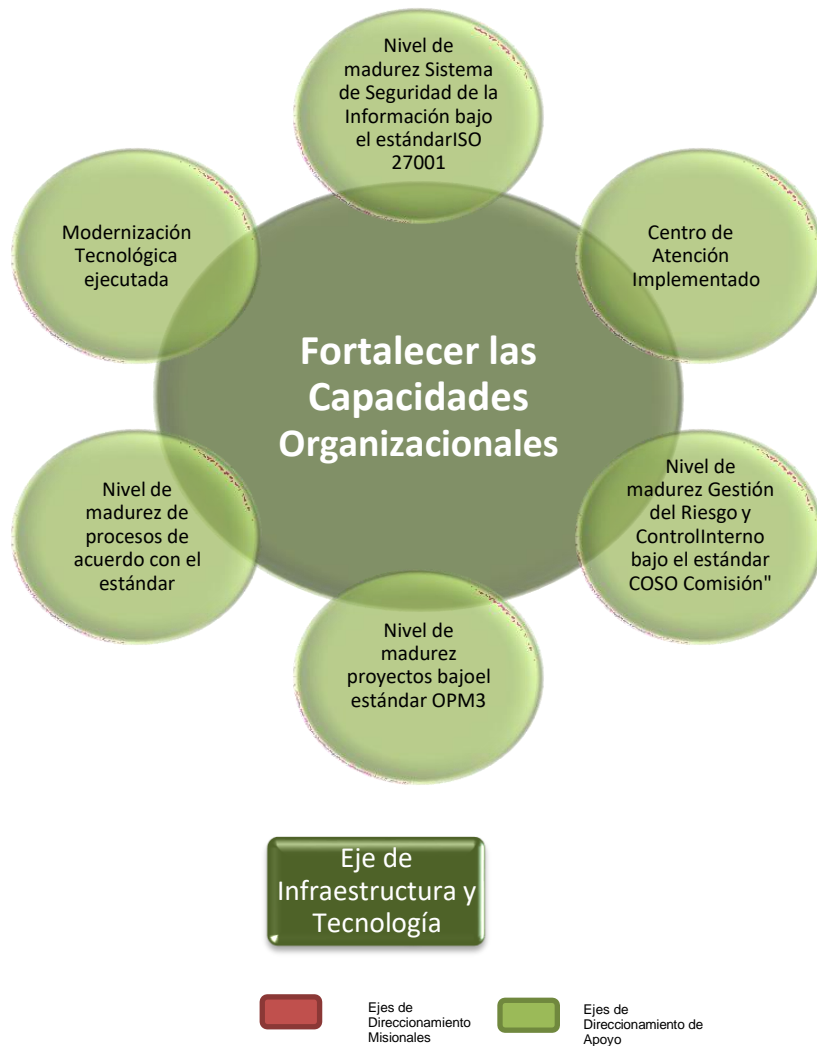 Nivel de
madurez Sistema
de Seguridad de la
Información bajo
el estándarISO
27001
Modernización
Tecnológica
ejecutada
Centro de
Atención
Implementado
Fortalecer las
Capacidades
Organizacionales
Nivel de
madurez de
procesos de
acuerdo con el
estándar
Nivel de
madurez Gestión
del Riesgo y
ControlInterno
bajo el estándar
COSO Comisión"
Nivel de
madurez
proyectos bajoel
estándar OPM3
Eje de
Infraestructura y
Tecnología
Ejes de
Direccionamiento
Misionales
Ejes de
Direccionamiento de
Apoyo